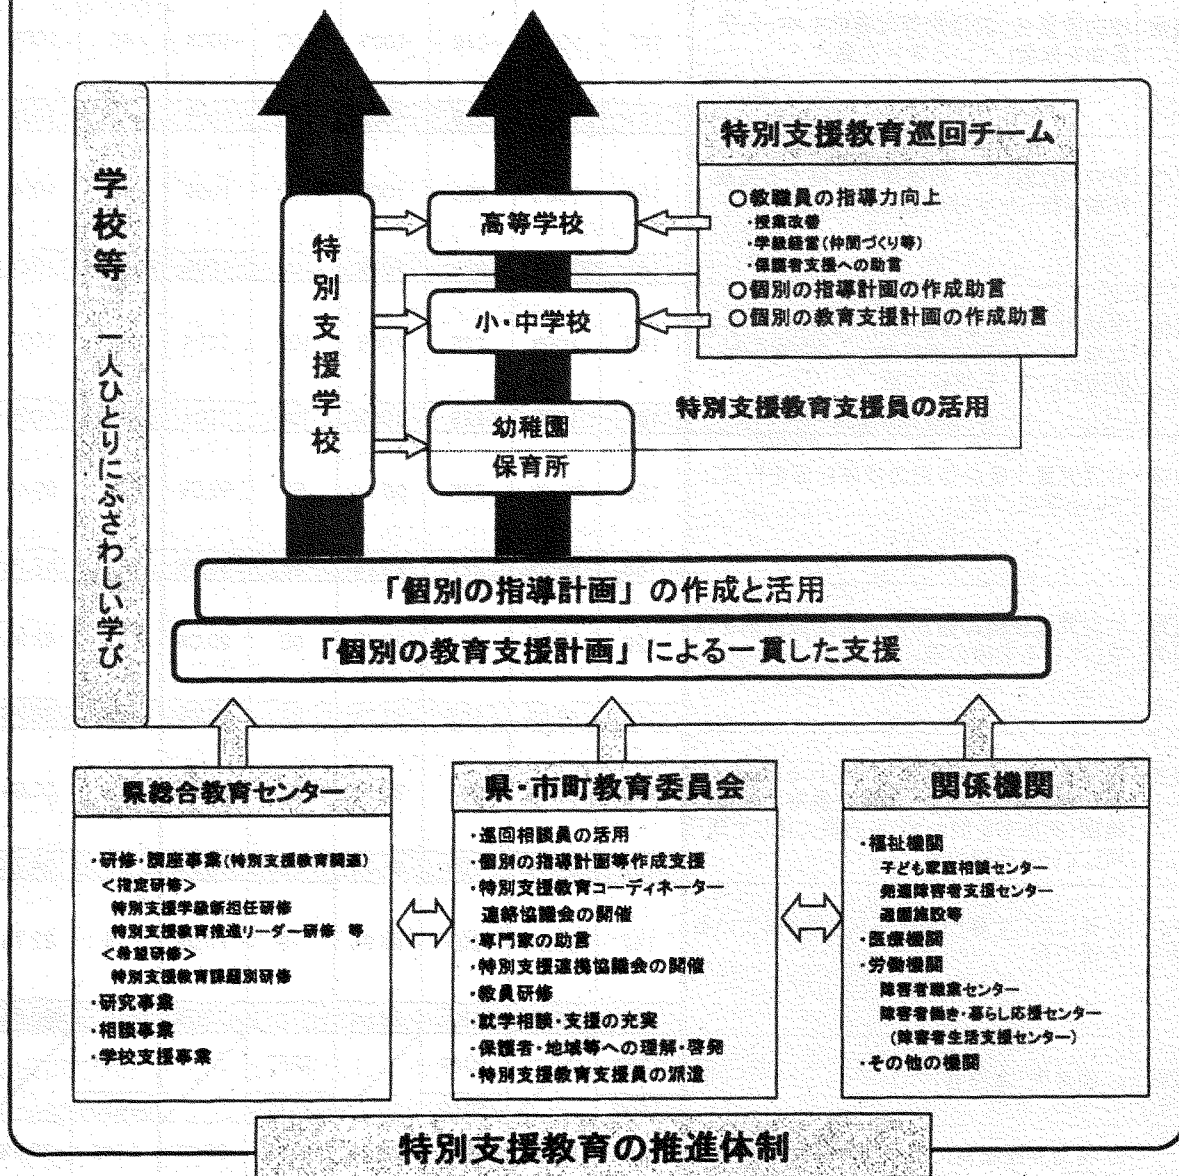 学校等 一人ひとりにふさわしい学び
特別支援学校
高等学校
小・中学校
幼稚園
保育所
特別支援教育巡回チーム
○教職員の指導力向上
・授業改善
・学級経営(仲間づくり等)
・保護者支援への助言
○個別の指導計画の作成助言
○個別の教育支援計画の作成助言
特別支援教育支援員の活用
「個別の指導計画」の作成と活用
「個別の教育支援計画」による一貫した支援
県総合教育センター
・研修・講座事業(特別支援教育関連)
<指定研修>
特別支援学級新担任研修
特別支援教育推進リーダー研修 等
<希望研修>
特別支援教育課題別研修
・研究事業
・相談事業
・学校支援事業
県・市町教育委員会
・巡回相談員の活用
・個別の指導計画等作成支援
・特別支援教育コーディネーター
連絡協議会の開催
・専門家の助言
・特別支援連携協議会の開催
・教員研修
・就学相談・支援の充実
・保護者・地域等への理解・啓発
・特別支援教育支援員の派遣
関係機関
・福祉機関
子ども家庭相談センター
発達障害者支援センター
通園施設等
・医療機関
・労働機関
障害者職業センター
障害者働き・暮らし応援センター
(障害者生活支援センター)
・その他の機関
特別支援教育の推進体制